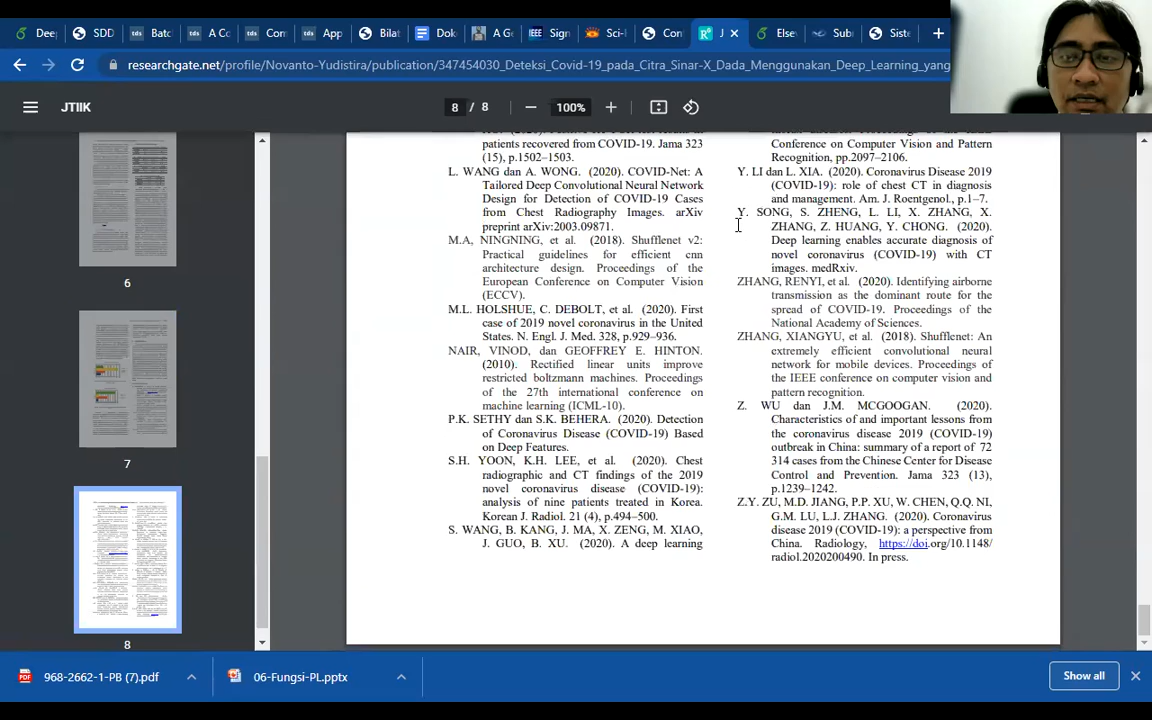 Deep
SDD
Batc
A Co
Con
App
Bilat
Dok
A Ge
Sign
Sci-l
Con
J
Else
Sub
Siste
researchgate.net/profile/Novanto-Yudistira/publication/347454030_Deteksi_Covid-19_pada_Citra_Sinar-X_Dada_Menggunakan_Deep_Learning_yang
JTIIK
8 / 8
100%
6
7
8
patients recovered from COVID-19. Jama 323
(15), p.1502–1503.
L. WANG dan A. WONG. (2020). COVID-Net: A
Tailored Deep Convolutional Neural Network
Design for Detection of COVID-19 Cases
from Chest Radiography Images. arXiv
preprint arXiv:2003.09871.
M.A, NINGNING, et al. (2018). Shufflenet v2:
Practical guidelines for efficient cnn
architecture design. Proceedings of the
European Conference on Computer Vision
(ECCV).
M.L. HOLSHUE, C. DEBOLT, et al. (2020). First
case of 2019 novel coronavirus in the United
States. N. Engl. J. Med. 328, p.929–936.
NAIR, VINOD, dan GEOFFREY E. HINTON.
(2010). Rectified linear units improve
restricted boltzmann machines. Proceedings
of the 27th international conference on
machine learning (ICML-10).
P.K. SETHY dan S.K. BEHERA. (2020). Detection
of Coronavirus Disease (COVID-19) Based
on Deep Features.
S.H. YOON, K.H. LEE, et al. (2020). Chest
radiographic and CT findings of the 2019
novel coronavirus disease (COVID-19):
analysis of nine patients treated in Korea.
Korean J. Radiol. 21 (4), p.494–500.
S. WANG, B. KANG, J. MA, X. ZENG, M. XIAO,
J. GUO, B. XU. (2020). A deep learning
Conference on Computer Vision and Pattern
Recognition, pp.2097–2106.
Y. LI dan L. XIA. (2020). Coronavirus Disease 2019
(COVID-19): role of chest CT in diagnosis
and management. Am. J. Roentgenol., p.1–7.
Y. SONG, S. ZHENG, L. LI, X. ZHANG, X.
ZHANG, Z. HUANG, Y. CHONG. (2020).
Deep learning enables accurate diagnosis of
novel coronavirus (COVID-19) with CT
images. medRxiv.
ZHANG, RENYI, et al. (2020). Identifying airborne
transmission as the dominant route for the
spread of COVID-19. Proceedings of the
National Academy of Sciences.
ZHANG, XIANGYU, et al. (2018). Shufflenet: An
extremely efficient convolutional neural
network for mobile devices. Proceedings of
the IEEE conference on computer vision and
pattern recognition.
Z. WU dan J.M. MCGOOGAN. (2020).
Characteristics of and important lessons from
the coronavirus disease 2019 (COVID-19)
outbreak in China: summary of a report of 72
314 cases from the Chinese Center for Disease
Control and Prevention. Jama 323 (13),
p.1239–1242.
Z.Y. ZU, M.D. JIANG, P.P. XU, W. CHEN, Q.Q. NI,
G.M. LU, L.J. ZHANG. (2020). Coronavirus
disease 2019 (COVID-19): a perspective from
China. Radiology, https://doi.org/10.1148/
radiol.2020200490. In press.
968-2662-1-PB (7).pdf
06-Fungsi-PL.pptx
Show all